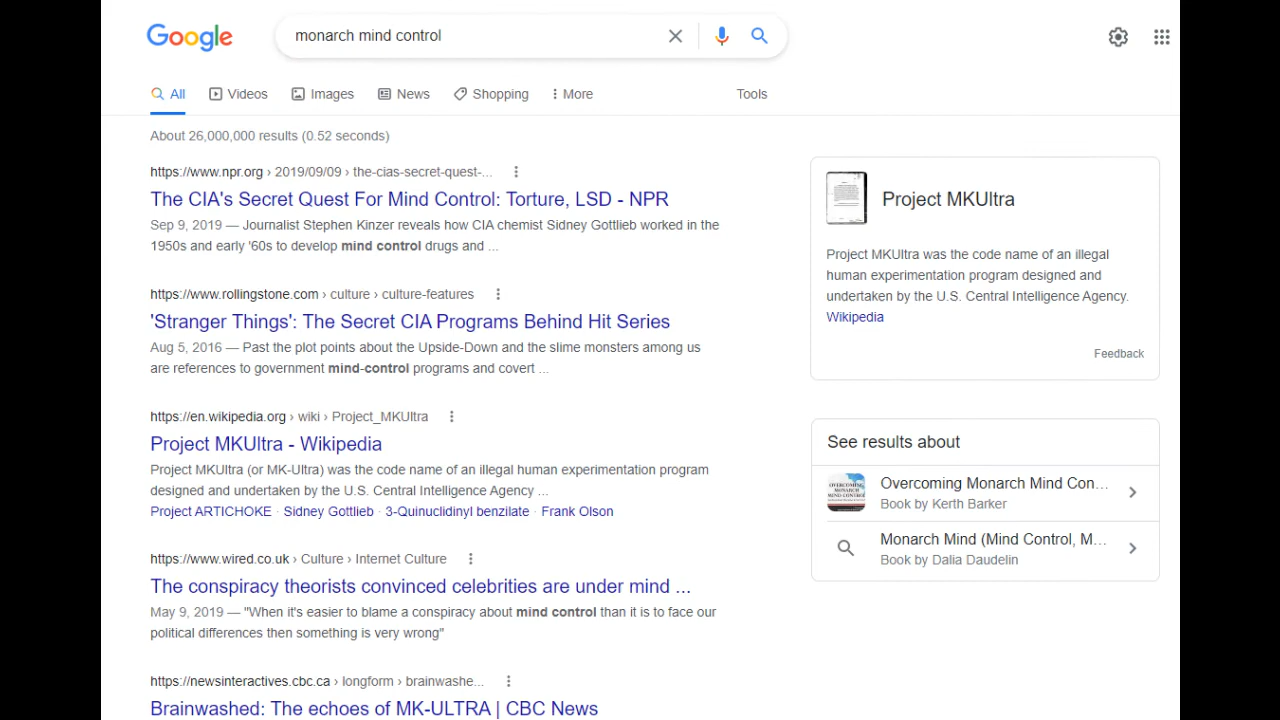 Google
monarch mind control
All
Videos
Images
News
Shopping
More
Tools
About 26,000,000 results (0.52 seconds)
https://www.npr.org › 2019/09/09 › the-cias-secret-quest-...
The CIA's Secret Quest For Mind Control: Torture, LSD - NPR
Sep 9, 2019 — Journalist Stephen Kinzer reveals how CIA chemist Sidney Gottlieb worked in the
1950s and early '60s to develop mind control drugs and ...
https://www.rollingstone.com › culture › culture-features
'Stranger Things': The Secret CIA Programs Behind Hit Series
Aug 5, 2016 — Past the plot points about the Upside-Down and the slime monsters among us
are references to government mind-control programs and covert ...
https://en.wikipedia.org › wiki › Project_MKUltra
Project MKUltra - Wikipedia
Project MKUltra (or MK-Ultra) was the code name of an illegal human experimentation program
designed and undertaken by the U.S. Central Intelligence Agency ...
Project ARTICHOKE · Sidney Gottlieb · 3-Quinuclidinyl benzilate · Frank Olson
https://www.wired.co.uk › Culture › Internet Culture
The conspiracy theorists convinced celebrities are under mind ...
May 9, 2019 — "When it's easier to blame a conspiracy about mind control than it is to face our
political differences then something is very wrong"
https://newsinteractives.cbc.ca › longform › brainwashe...
Brainwashed: The echoes of MK-ULTRA | CBC News
Project MKUltra
Project MKUltra was the code name of an illegal
human experimentation program designed and
undertaken by the U.S. Central Intelligence Agency.
Wikipedia
Feedback
See results about
OVERCOMING
MONARCH
MIND CONTROL
Overcoming Monarch Mind Con...
Book by Kerth Barker
Monarch Mind (Mind Control, M...
Book by Dalia Daudelin